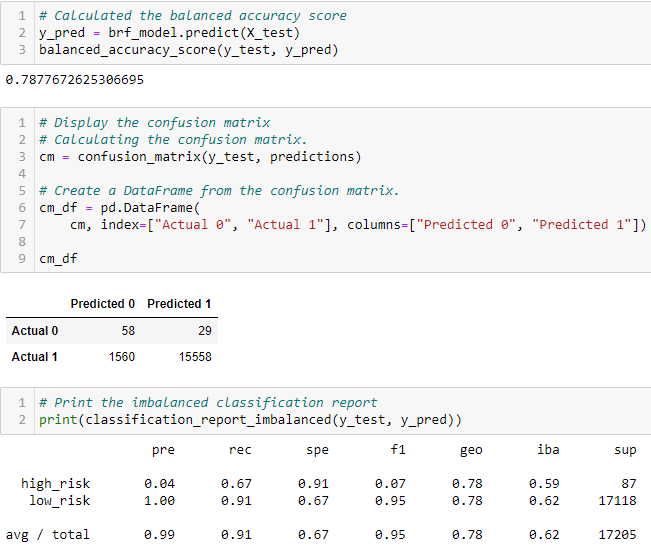 1 # Calculated the balanced accuracy score
2 y_pred = brf_model.predict(X_test)
3 balanced_accuracy_score(y_test, y_pred)
0.7877672625306695
1 # Display the confusion matrix
2 # Calculating the confusion matrix.
3 cm = confusion_matrix(y_test, predictions)
4
5 # Create a DataFrame from the confusion matrix.
6 cm_df = pd.DataFrame(
7 cm, index=["Actual 0", "Actual 1"], columns=["Predicted 0", "Predicted 1"])
8
9 cm_df
Predicted 0 Predicted 1
Actual 0 58 29
Actual 1 1560 15558
1 # Print the imbalanced classification report
2 print(classification_report_imbalanced(y_test, y_pred))
pre rec spe f1 geo iba sup
high_risk 0.04 0.67 0.91 0.07 0.78 0.59 87
low_risk 1.00 0.91 0.67 0.95 0.78 0.62 17118
avg / total 0.99 0.91 0.67 0.95 0.78 0.62 17205